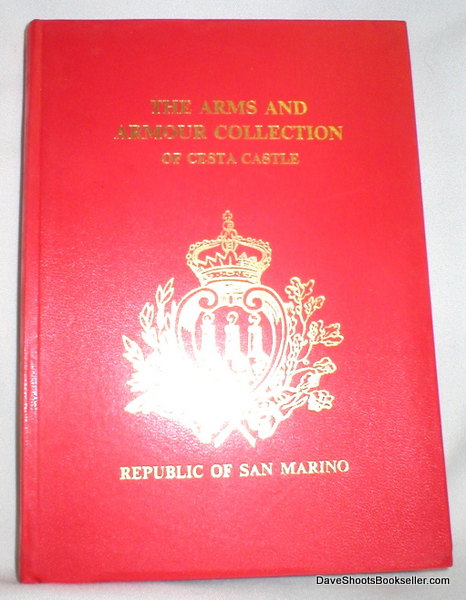 THE ARMS AND
ARMOUR COLLECTION
OF CESTA CASTLE
REPUBLIC OF SAN MARINO
DaveShootsBookseller.com